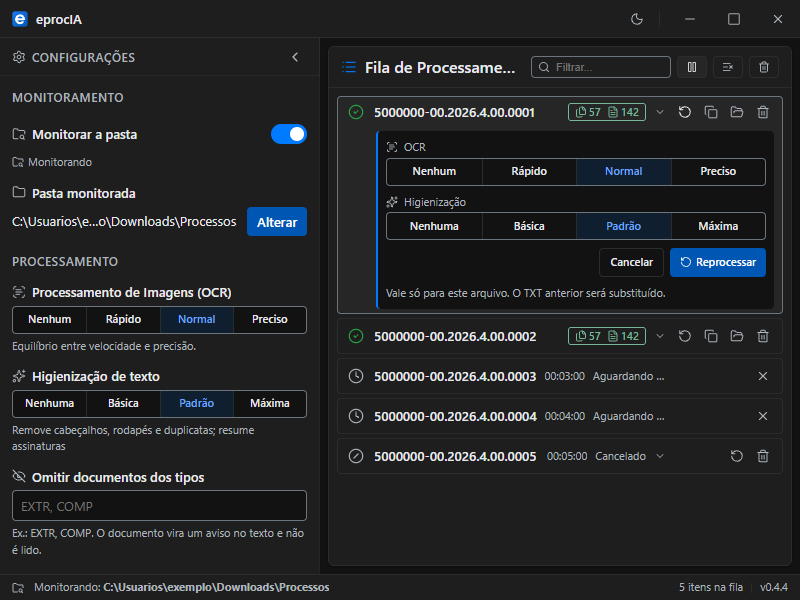 eprocIA
CONFIGURAÇÕES
MONITORAMENTO
Monitorar a pasta
Monitorando
Pasta monitorada
C:\Usuarios\e...o\Downloads\Processos
Alterar
PROCESSAMENTO
Processamento de Imagens (OCR)
Nenhum Rápido Normal Preciso
Equilíbrio entre velocidade e precisão.
Higienização de texto
Nenhuma Básica Padrão Máxima
Remove cabeçalhos, rodapés e duplicatas; resume
assinaturas
Omitir documentos dos tipos
EXTR, COMP
Ex.: EXTR, COMP. O documento vira um aviso no texto e não
é lido.
Fila de Processame...
Filtrar...
5000000-00.2026.4.00.0001 57 142
OCR
Nenhum Rápido Normal Preciso
Higienização
Nenhuma Básica Padrão Máxima
Cancelar Reprocessar
Vale só para este arquivo. O TXT anterior será substituído.
5000000-00.2026.4.00.0002 57 142
5000000-00.2026.4.00.0003 00:03:00 Aguardando ...
5000000-00.2026.4.00.0004 00:04:00 Aguardando ...
5000000-00.2026.4.00.0005 00:05:00 Cancelado
Monitorando: C:\Usuarios\exemplo\Downloads\Processos
5 itens na fila v0.4.4